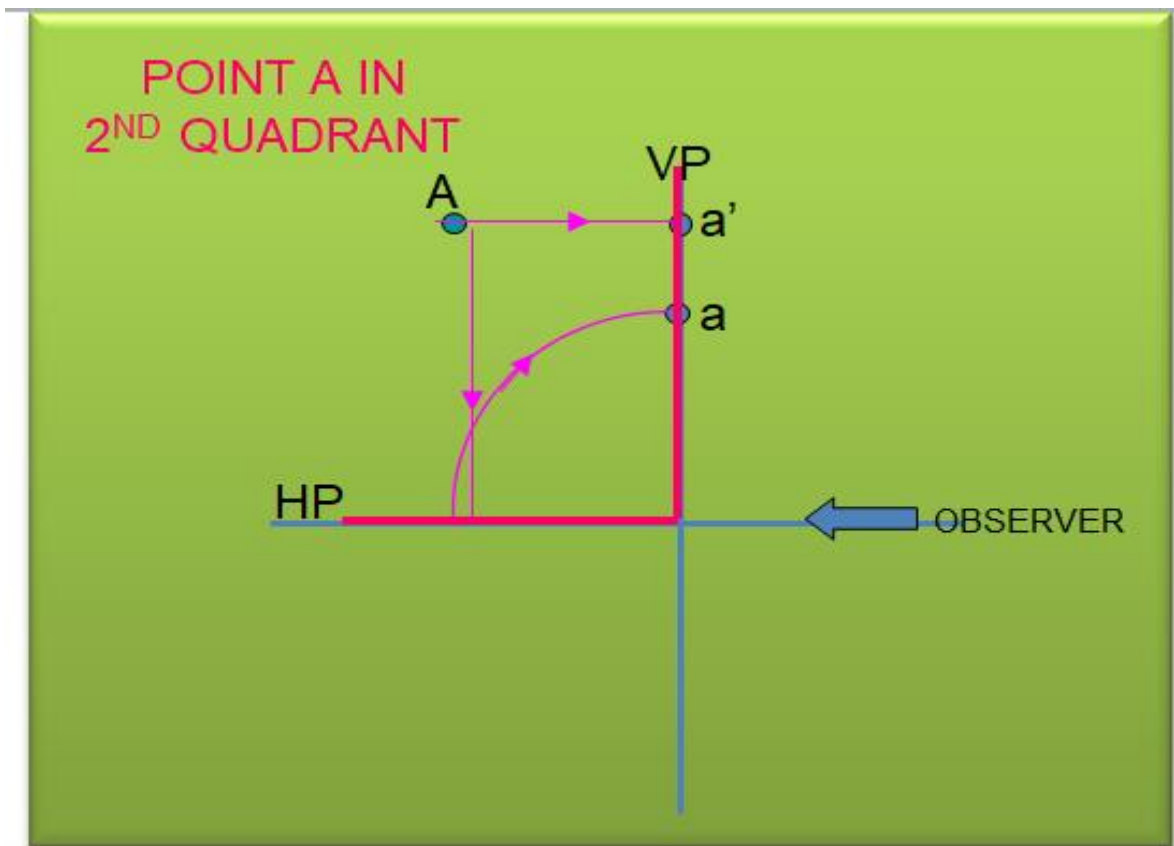 POINT A IN
2ND QUADRANT
VP
A
a’
a
HP
OBSERVER